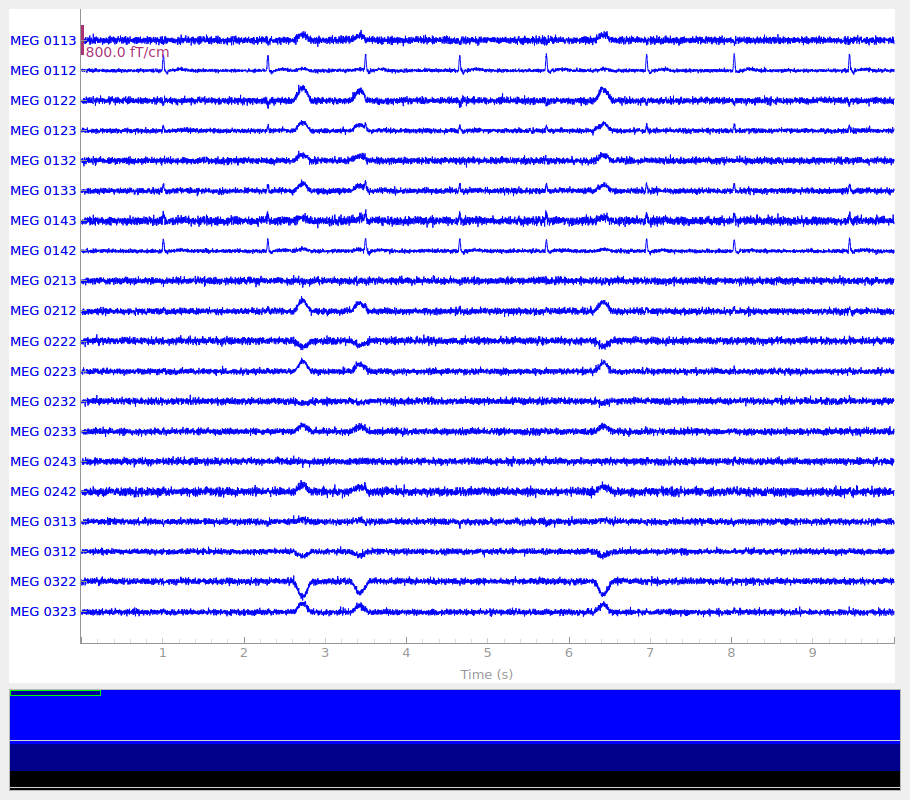 MEG 0113
800.0 fT/cm
MEG 0112
MEG 0122
MEG 0123
MEG 0132
MEG 0133
MEG 0143
MEG 0142
MEG 0213
MEG 0212
MEG 0222
MEG 0223
MEG 0232
MEG 0233
MEG 0243
MEG 0242
MEG 0313
MEG 0312
MEG 0322
MEG 0323
1 2 3 4 5 6 7 8 9
Time (s)